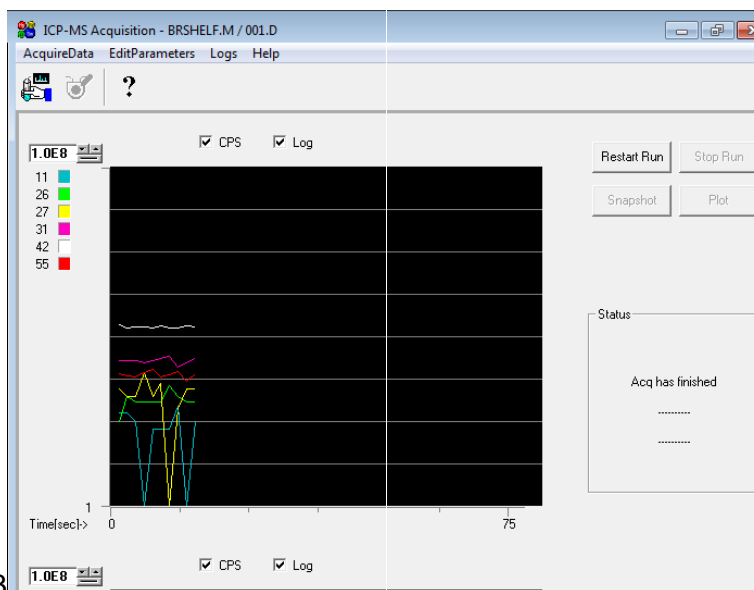 ICP-MS Acquisition - BRSHELF.M / 001.D
AcquireData EditParameters Logs Help
?
1.0E8
CPS Log
11
26
27
31
42
55
1
Time[sec]-> 0 75
Restart Run Stop Run
Snapshot Plot
Status
Acq has finished
----------
----------
1.0E8
CPS Log